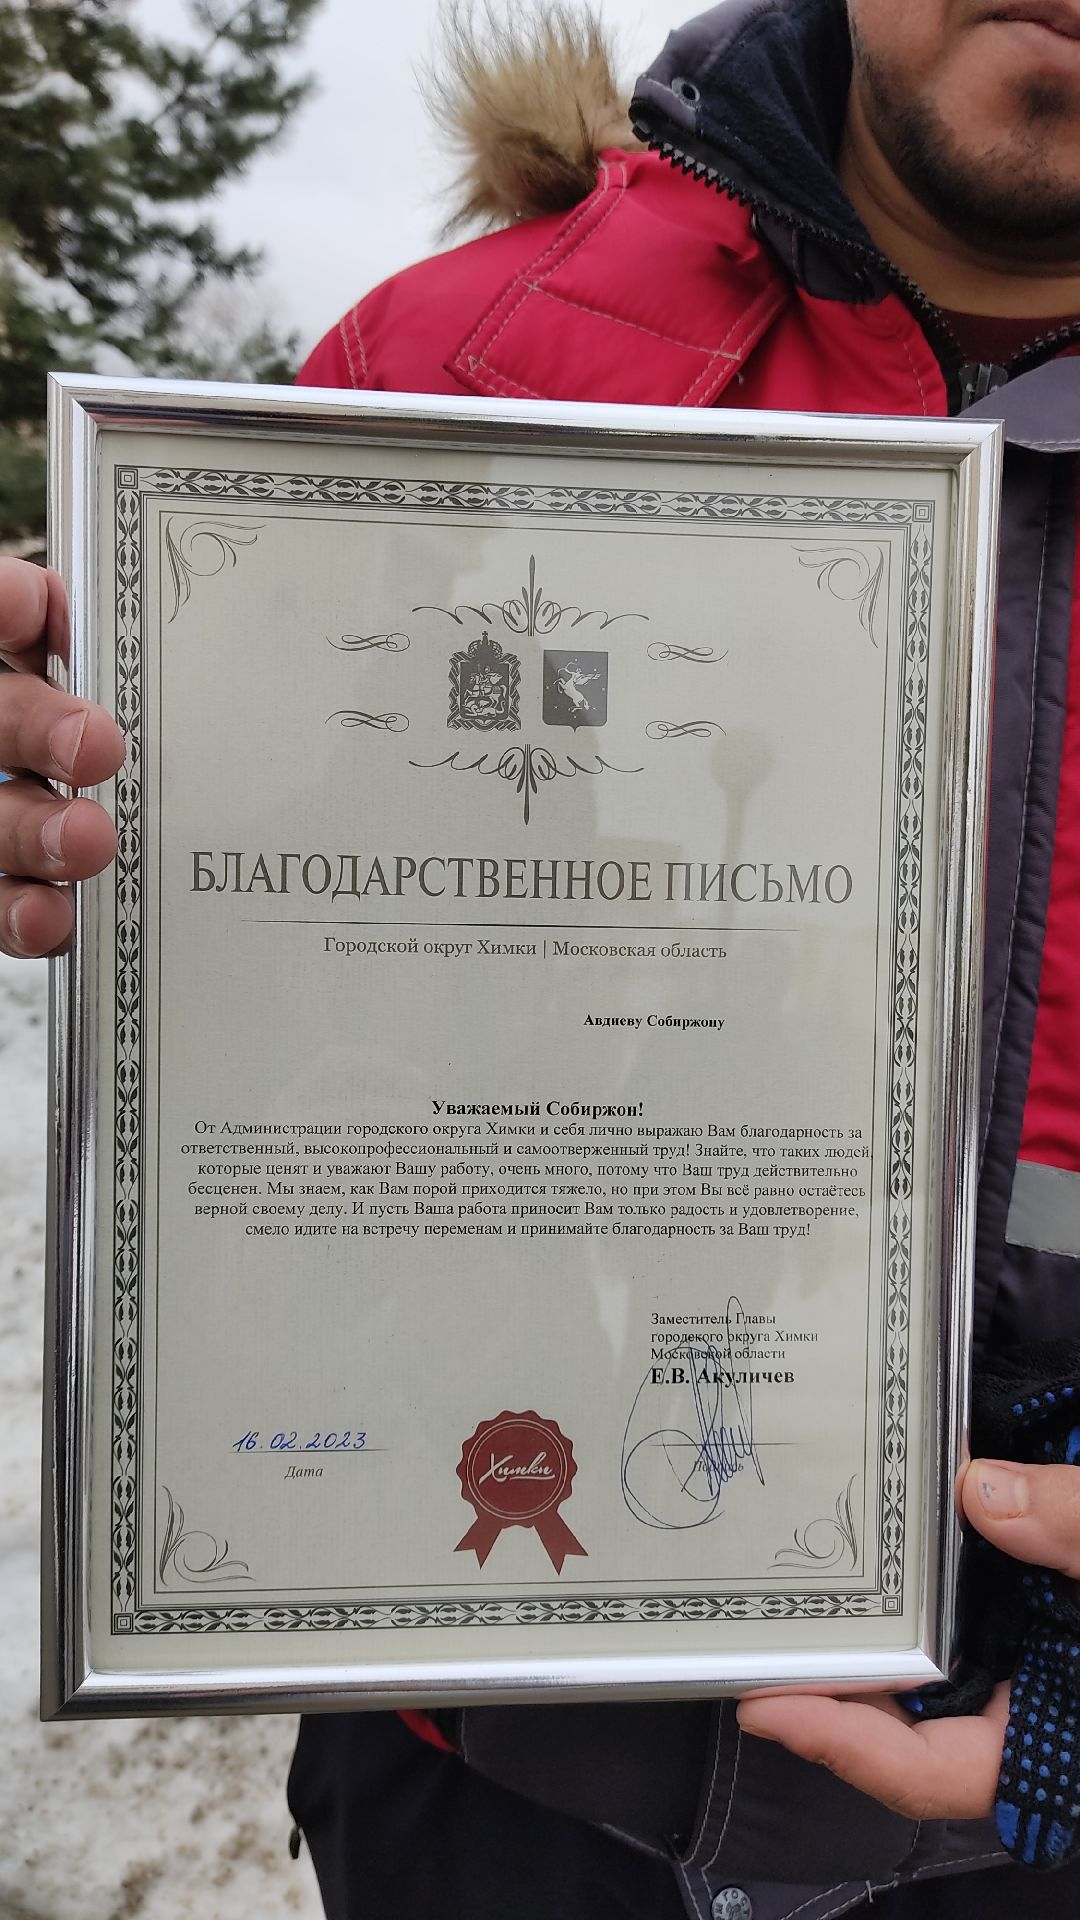 БЛАГОДАРСТВЕННОЕ ПИСЬМО
Городской округ Химки | Московская область
Авдиеву Собиржону
Уважаемый Собиржон!
От Администрации городского округа Химки и себя лично выражаю Вам благодарность за
ответственный, высокопрофессиональный и самоотверженный труд! Знайте, что таких людей,
которые ценят и уважают Вашу работу, очень много, потому что Ваш труд действительно
бесценен. Мы знаем, как Вам порой приходится тяжело, но при этом Вы всё равно остаётесь
верной своему делу. И пусть Ваша работа приносит Вам только радость и удовлетворение,
смело идите на встречу переменам и принимайте благодарность за Ваш труд!
Заместитель Главы
городского округа Химки
Московской области
Е.В. Акуличев
16.02.2023
Дата
Химки
Подпись